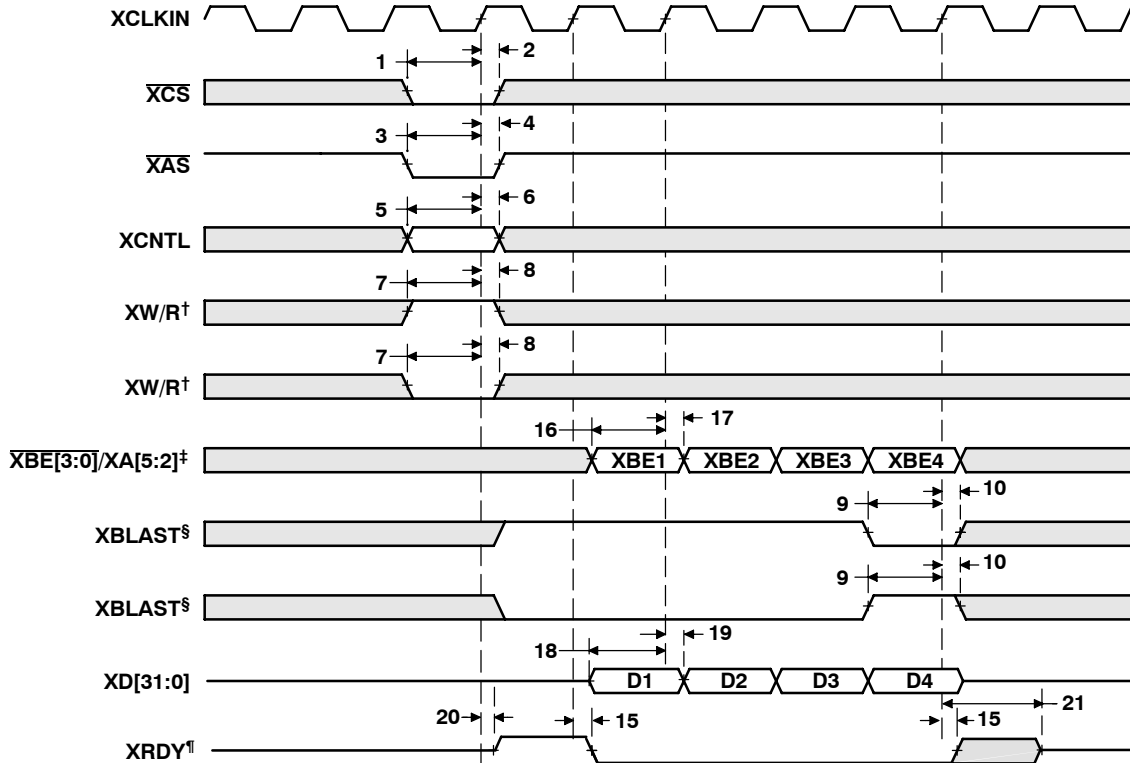 XCLKIN
1
2
XCS
3
4
XAS
5
6
XCNTL
7
8
XW/R†
7
8
XW/R†
16
17
XBE[3:0]/XA[5:2]‡
XBE1 XBE2 XBE3 XBE4
9
10
XBLAST§
9
10
XBLAST§
18
19
XD[31:0]
D1 D2 D3 D4
20
15
15
21
XRDY¶